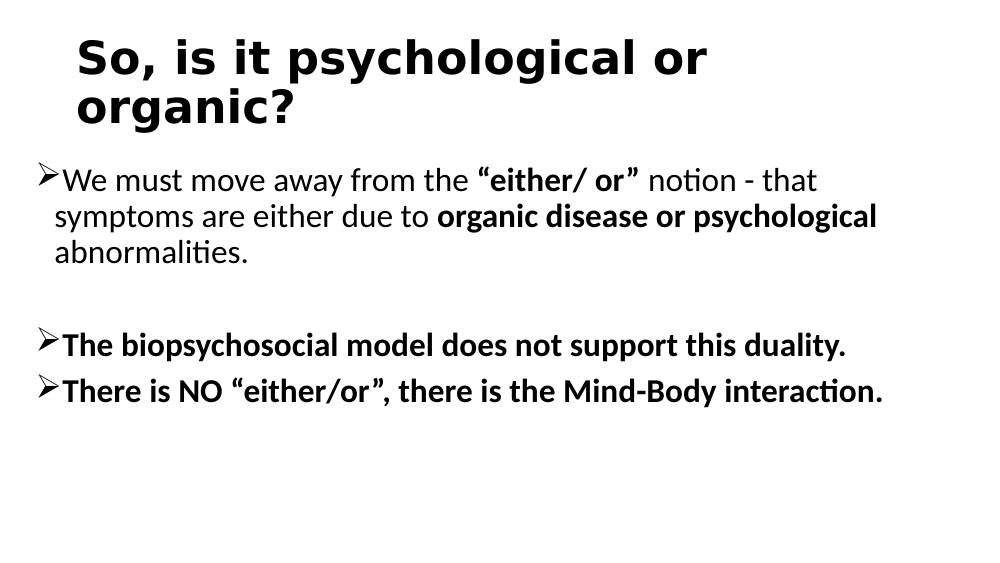 So, is it psychological or
organic?
➢We must move away from the “either/ or” notion - that
symptoms are either due to organic disease or psychological
abnormalities.
➢The biopsychosocial model does not support this duality.
➢There is NO “either/or”, there is the Mind-Body interaction.